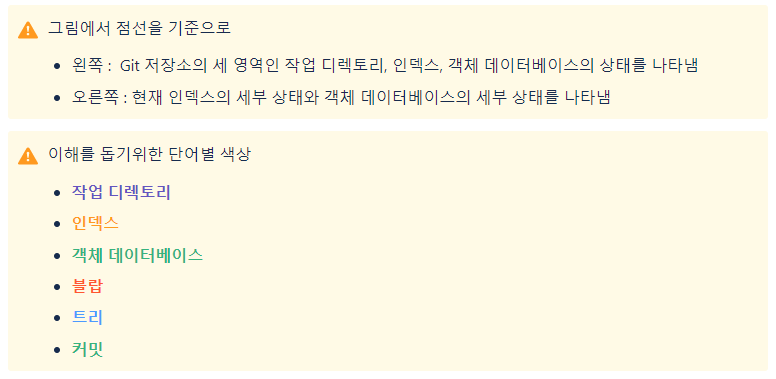 그림에서 점선을 기준으로
왼쪽 : Git 저장소의 세 영역인 작업 디렉토리, 인덱스, 객체 데이터베이스의 상태를 나타냄
오른쪽 : 현재 인덱스의 세부 상태와 객체 데이터베이스의 세부 상태를 나타냄
이해를 돕기위한 단어별 색상
작업 디렉토리
인덱스
객체 데이터베이스
블랍
트리
커밋